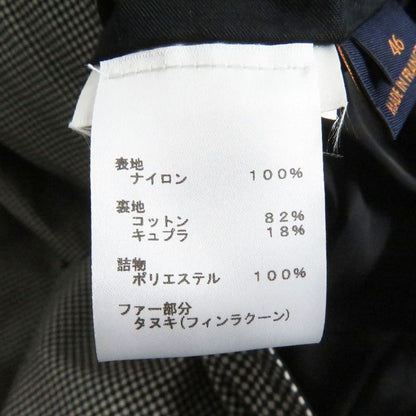 表地
ナイロン 100%
裏地
コットン 82%
キュプラ 18%
詰物
ポリエステル 100%
ファー部分
タヌキ(フィンラクーン)
46
MADE IN FRANCE